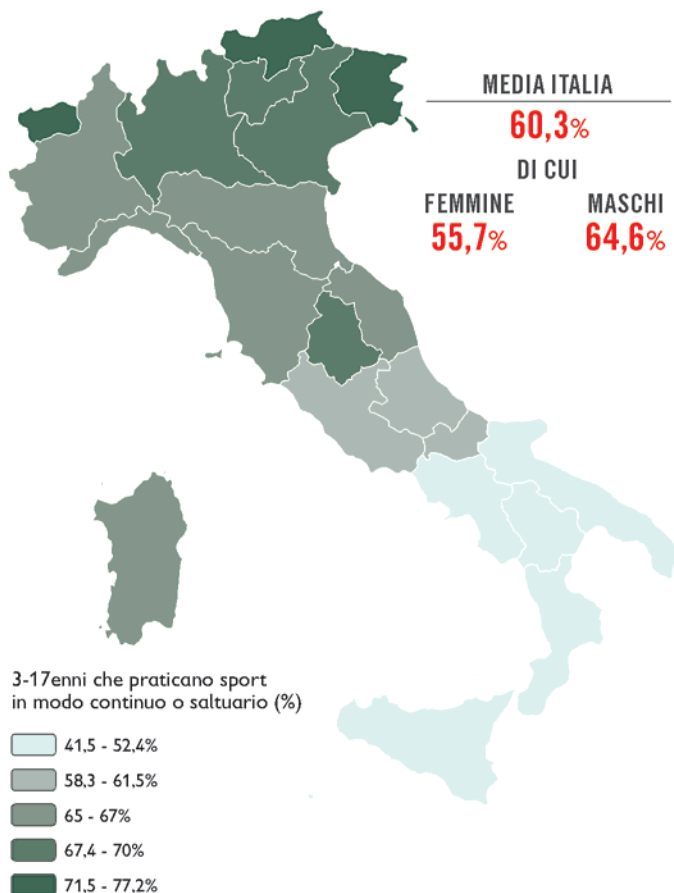 MEDIA ITALIA
60,3%
DI CUI
FEMMINE
55,7%
MASCHI
64,6%
3-17enni che praticano sport
in modo continuo o saltuario (%)
41,5 - 52,4%
58,3 - 61,5%
65 - 67%
67,4 - 70%
71,5 - 77,2%